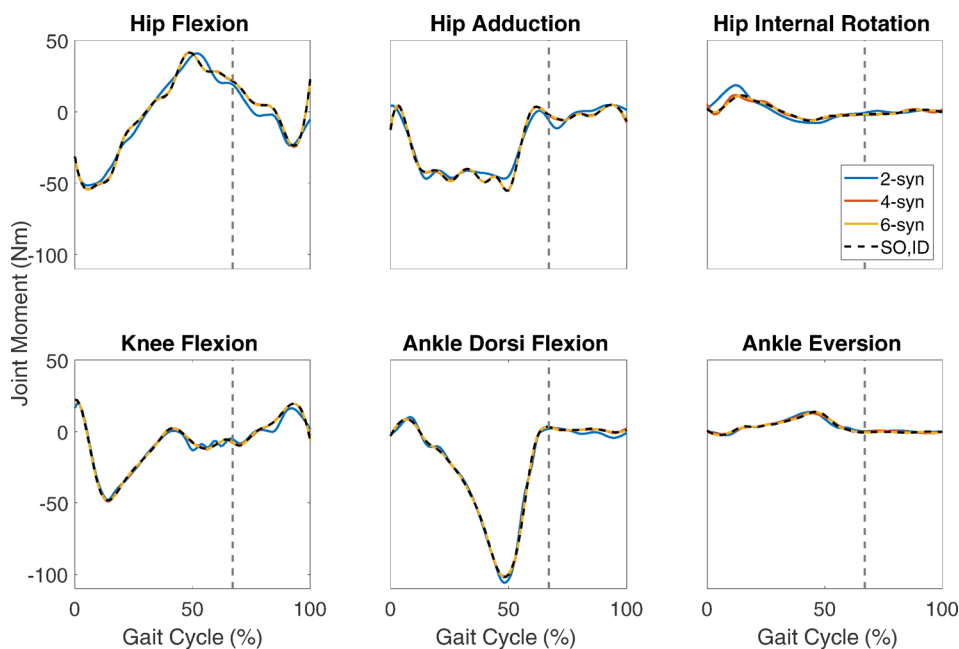 Hip Flexion
Hip Adduction
Hip Internal Rotation
50
0
-50
-100
2-syn
4-syn
6-syn
SO,ID
Joint Moment (Nm)
Knee Flexion
Ankle Dorsi Flexion
Ankle Eversion
50
0
-50
-100
0 50 100
0 50 100
0 50 100
Gait Cycle (%)
Gait Cycle (%)
Gait Cycle (%)